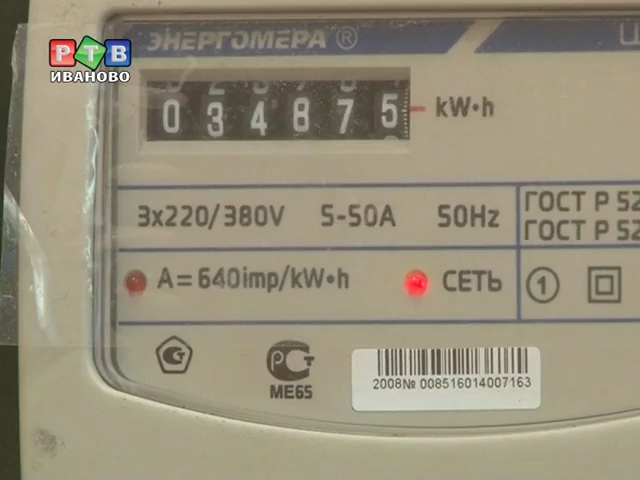 РТВ
ИВАНОВО
ЭНЕРГОМЕРА®
034875 kW•h
3x220/380V 5-50A 50Hz
ГОСТ Р 52
ГОСТ Р 52
A=640imp/kW•h СЕТЬ
1
МЕ65
2008№ 008516014007163